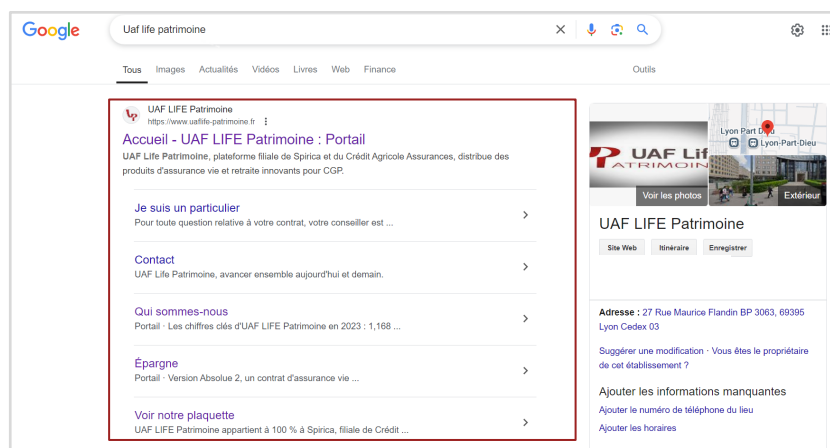 Google
Uaf life patrimoine
Tous Images Actualités Vidéos Livres Web Finance Outils
UAF LIFE Patrimoine
https://www.uaflife-patrimoine.fr
Accueil - UAF LIFE Patrimoine : Portail
UAF Life Patrimoine, plateforme filiale de Spirica et du Crédit Agricole Assurances, distribue des
produits d'assurance vie et retraite innovants pour CGP.
Je suis un particulier
Pour toute question relative à votre contrat, votre conseiller est ...
Contact
UAF Life Patrimoine, avancer ensemble aujourd'hui et demain.
Qui sommes-nous
Portail · Les chiffres clés d'UAF LIFE Patrimoine en 2023 : 1,168 ...
Épargne
Portail · Version Absolue 2, un contrat d'assurance vie ...
Voir notre plaquette
UAF LIFE Patrimoine appartient à 100 % à Spirica, filiale de Crédit ...
UAF Lif
PATRIMOIN
Voir les photos
Lyon Part Dieu
Lyon-Part-Dieu
Extérieur
UAF LIFE Patrimoine
Site Web Itinéraire Enregistrer
Adresse : 27 Rue Maurice Flandin BP 3063, 69395
Lyon Cedex 03
Suggérer une modification · Vous êtes le propriétaire
de cet établissement ?
Ajouter les informations manquantes
Ajouter le numéro de téléphone du lieu
Ajouter les horaires